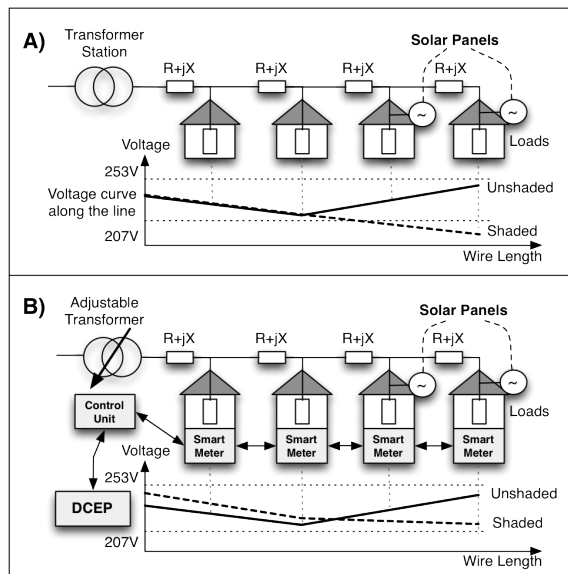 A)
Transformer
Station
R+jX
R+jX
R+jX
R+jX
Solar Panels
~
~
Loads
Voltage
253V
Voltage curve
along the line
207V
Unshaded
Shaded
Wire Length
B)
Adjustable
Transformer
R+jX
R+jX
R+jX
R+jX
Solar Panels
~
~
Loads
Control
Unit
Smart
Meter
Smart
Meter
Smart
Meter
Smart
Meter
DCEP
Voltage
253V
207V
Unshaded
Shaded
Wire Length